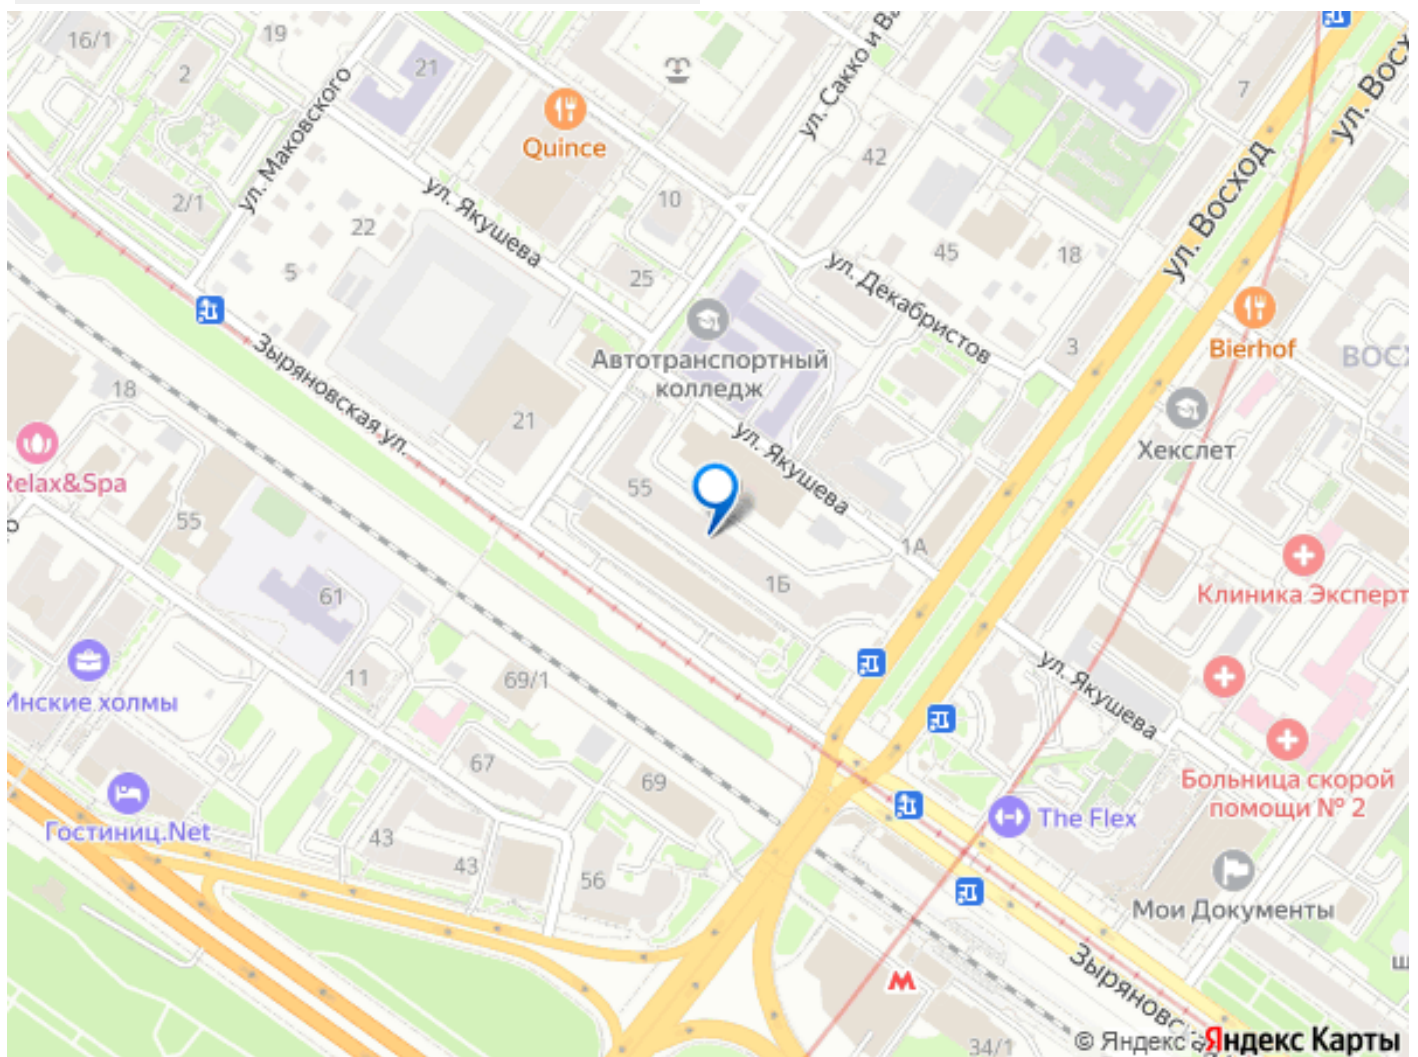 16/1
19
2
21
ул. Маковского
Quince
ул. Сакко и Ва
7
ул. Восх
42
2/1
ул. Якушева
10
22
ул. Восход
45
18
5
25
ул. Декабристов
Bierhof
Зыряновская ул.
Автотранспортный
колледж
3
ВОСХ
18
21
Хекслет
ул. Якушева
Relax&Spa
55
55
1А
1Б
61
Клиника Эксперт
11
69/1
ул. Якушева
Инские холмы
67
69
Больница скорой
помощи № 2
Гостиниц.Net
The Flex
43
43
56
Мои Документы
Зыряновская
ш
М
34/1
© Яндекс
Яндекс Карты